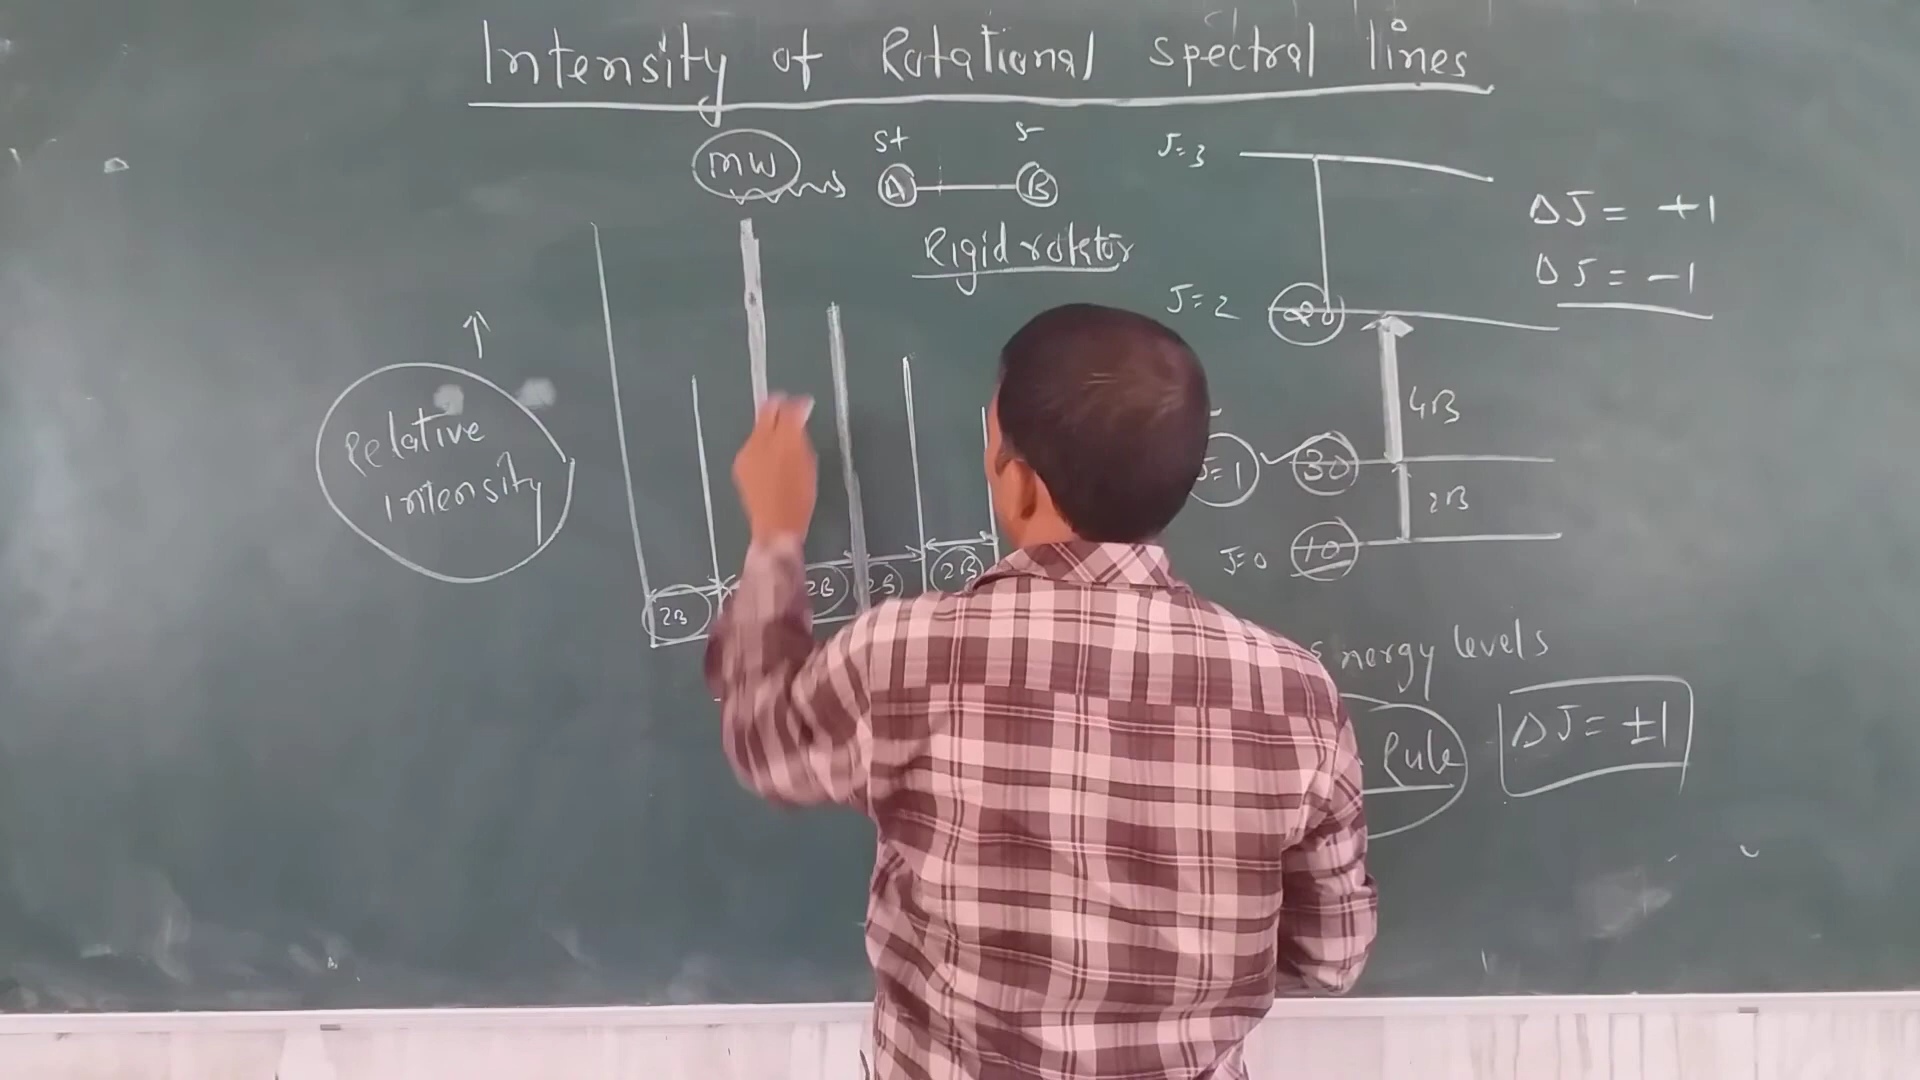 Intensity of Rotational Spectral lines
MW
S+
S-
A
B
Rigid rotator
Relative
intensity
2B
2B
2B
2B
J=3
J=2
J=1
30
J=0
10
4B
2B
ΔJ = +1
ΔJ = -1
Energy levels
Rule
ΔJ = ±1